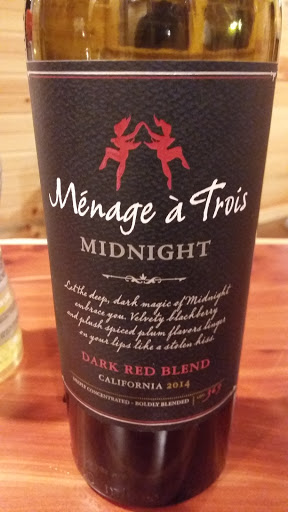 Ménage à Trois
MIDNIGHT
Let the deep, dark magic of Midnight
embrace you. Velvety blackberry
and plush spiced plum flavors linger
on your lips like a stolen kiss.
DARK RED BLEND
CALIFORNIA 2014
CONCENTRATED - BOLDLY BLENDED